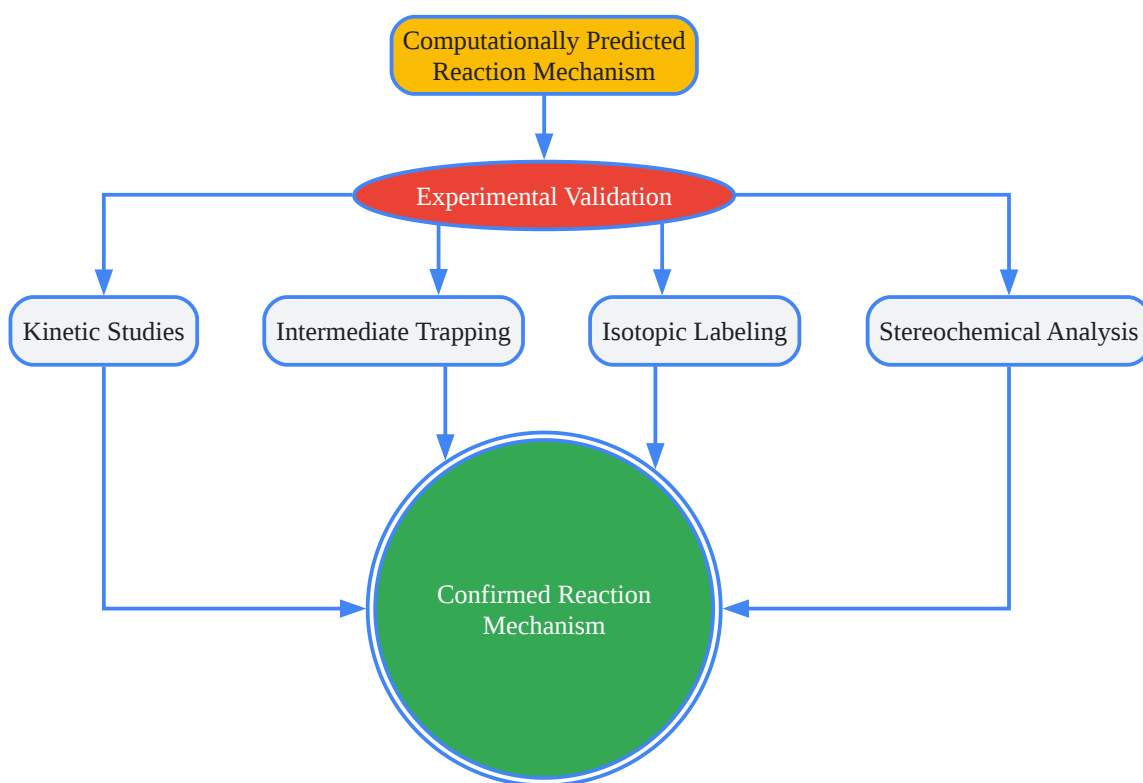 Computationally Predicted
Reaction Mechanism
Experimental Validation
Kinetic Studies
Intermediate Trapping
Isotopic Labeling
Stereochemical Analysis
Confirmed Reaction
Mechanism